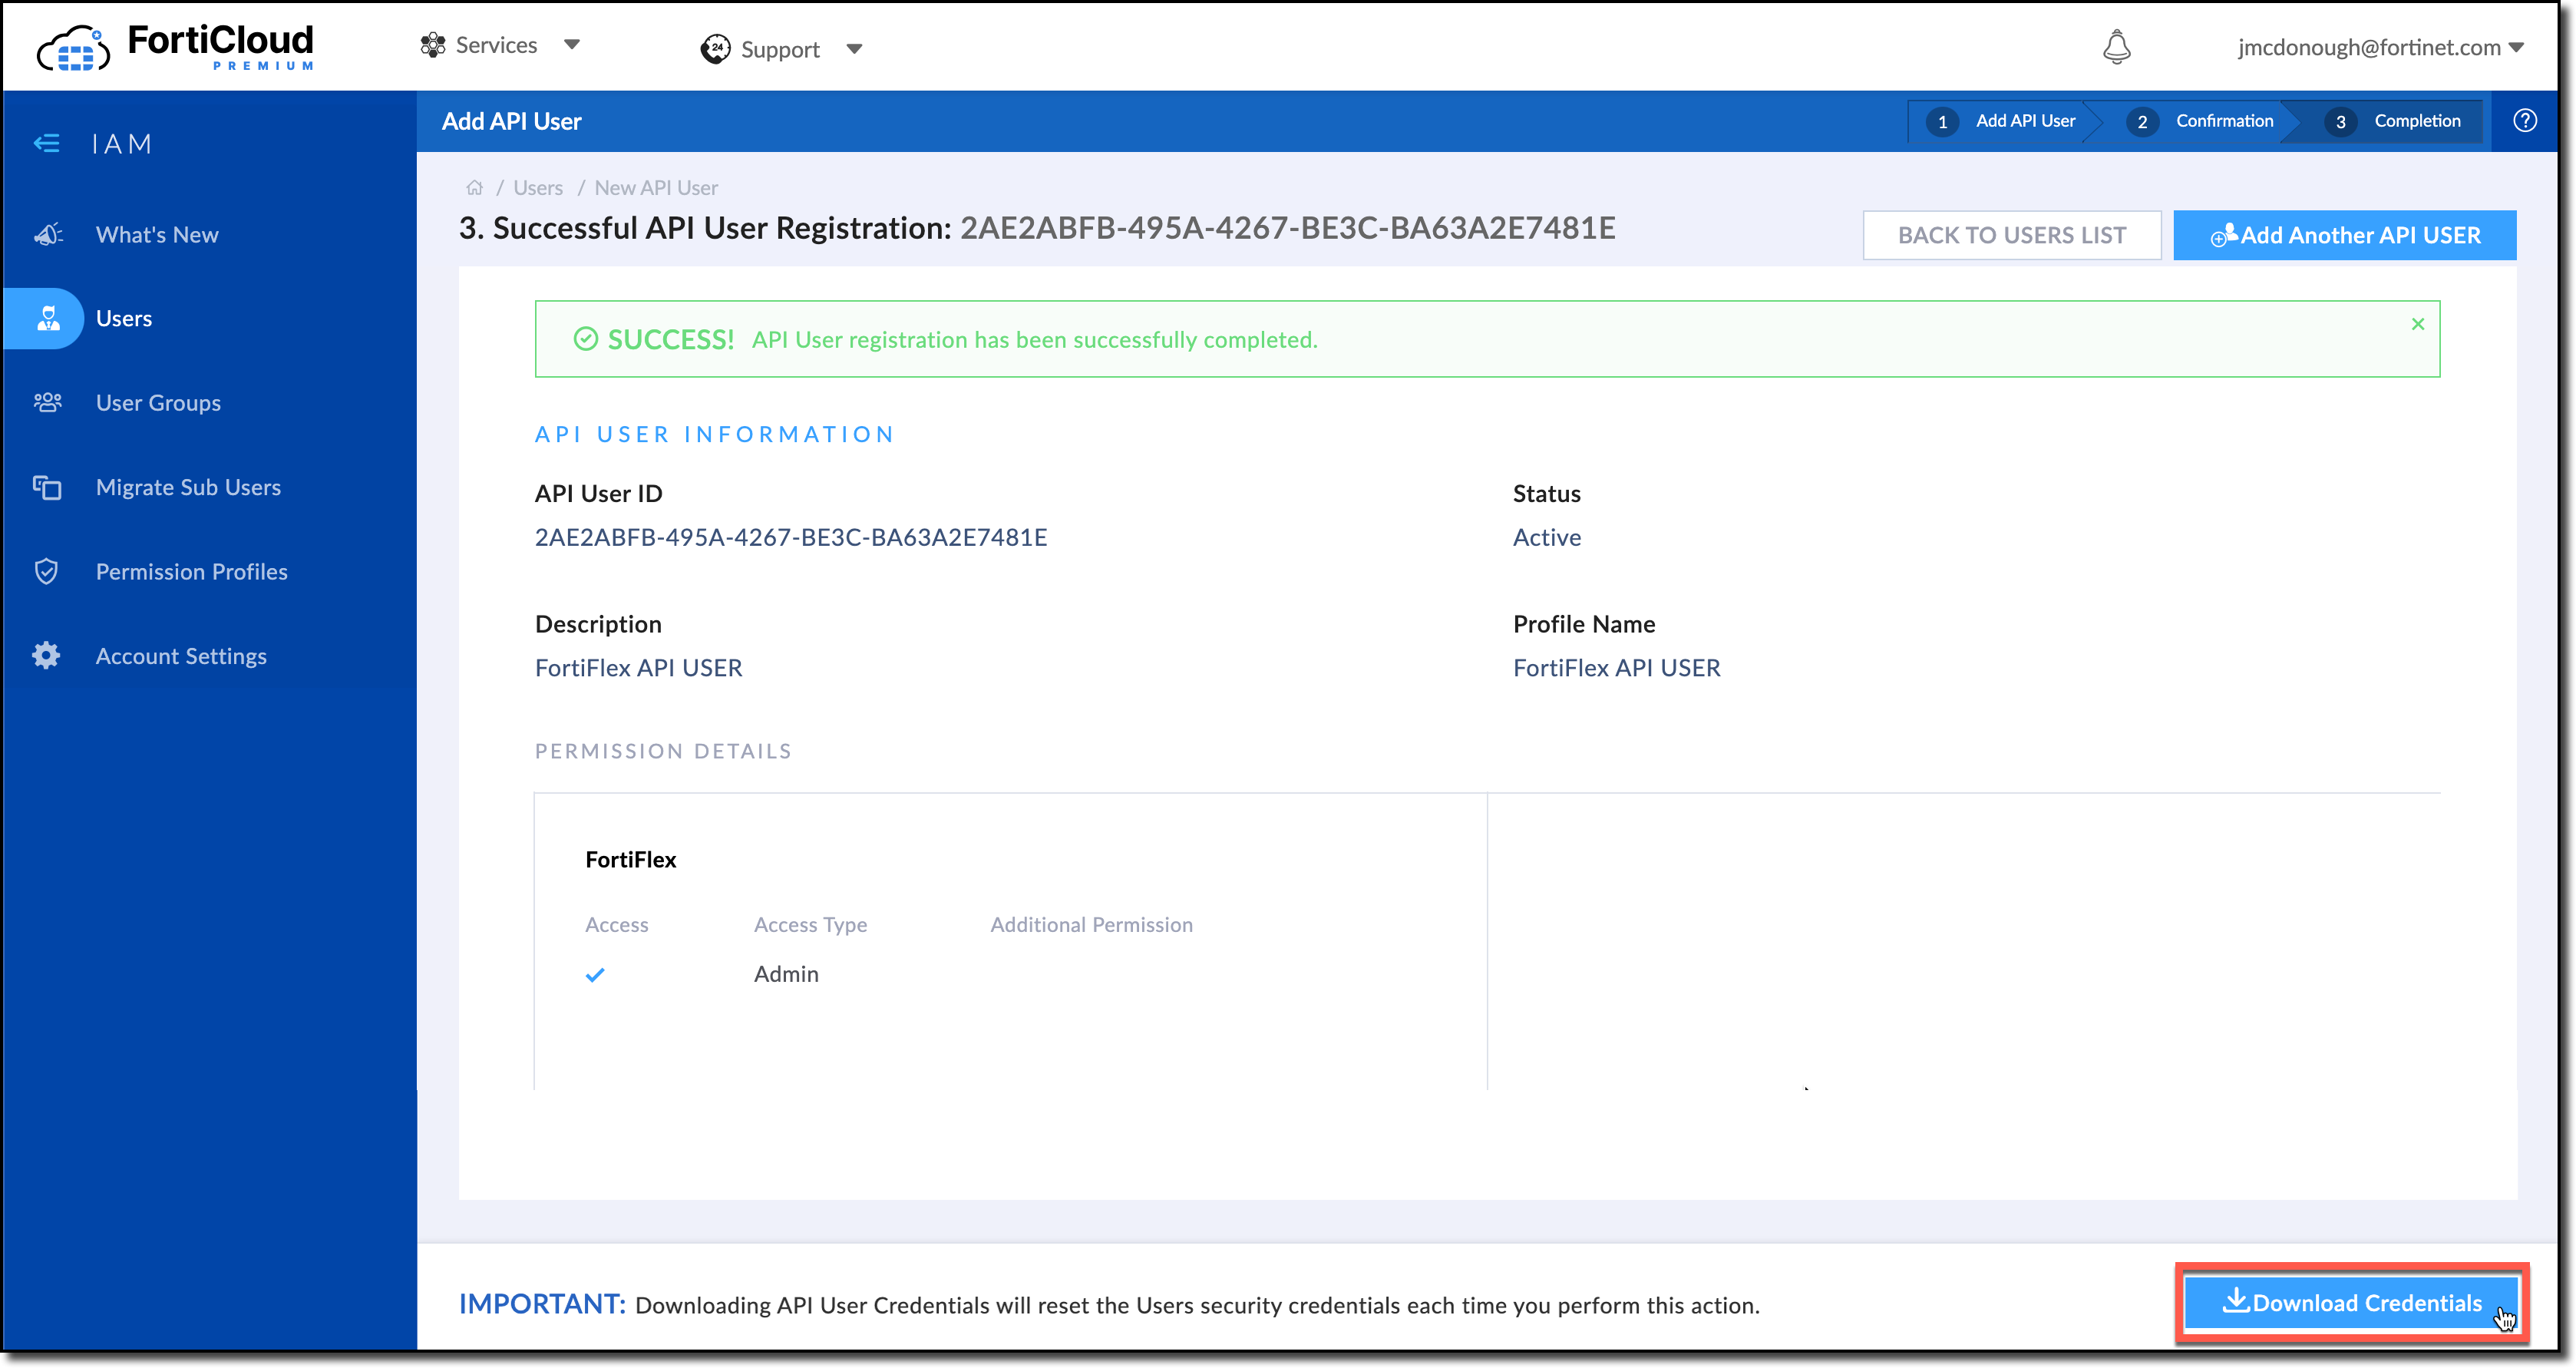 FortiCloud
PREMIUM
Services
24
Support
jmcdonough@fortinet.com
IAM
What's New
Users
User Groups
Migrate Sub Users
Permission Profiles
Account Settings
Add API User
1 Add API User 2 Confirmation 3 Completion
?
/ Users / New API User
3. Successful API User Registration: 2AE2ABFB-495A-4267-BE3C-BA63A2E7481E
BACK TO USERS LIST
Add Another API USER
SUCCESS! API User registration has been successfully completed.
API USER INFORMATION
API User ID
2AE2ABFB-495A-4267-BE3C-BA63A2E7481E
Status
Active
Description
FortiFlex API USER
Profile Name
FortiFlex API USER
PERMISSION DETAILS
FortiFlex
Access Access Type Additional Permission
Admin
IMPORTANT: Downloading API User Credentials will reset the Users security credentials each time you perform this action.
Download Credentials